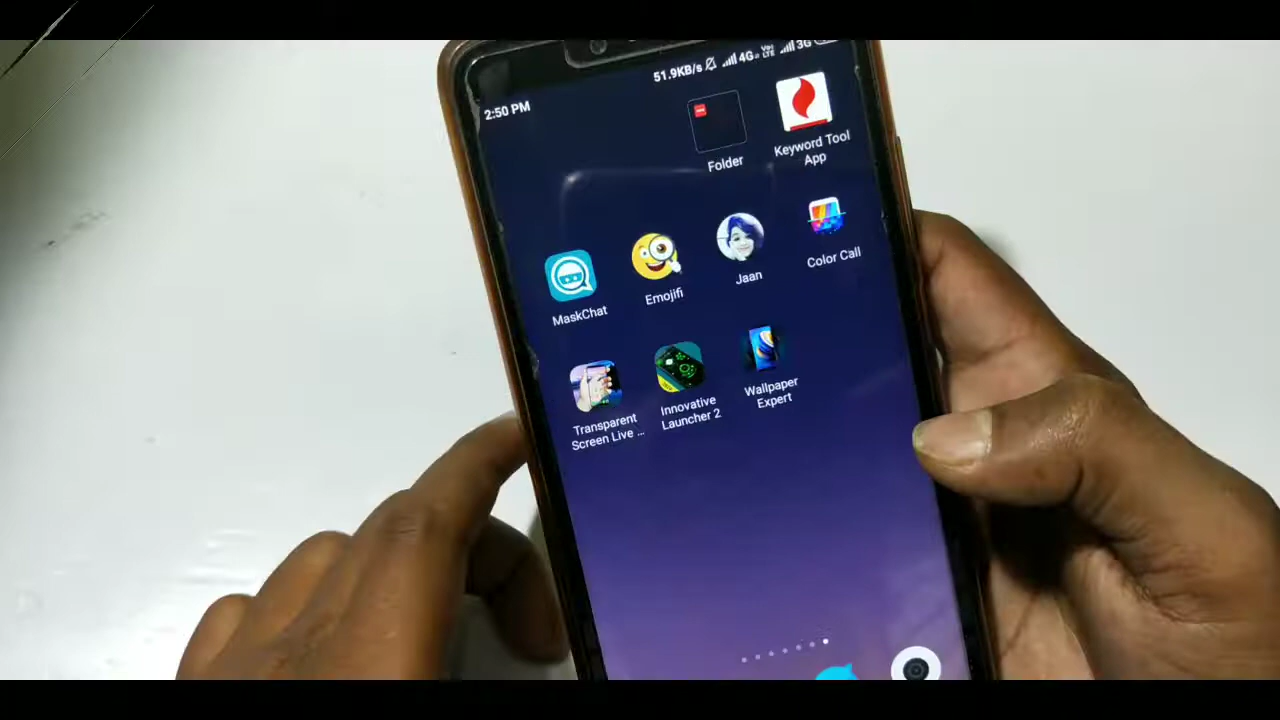 51.9KB/s 4G VoLTE 3G
2:50 PM
Folder
Keyword Tool
App
MaskChat
Emojifi
Jaan
Color Call
Transparent
Screen Live ...
Innovative
Launcher 2
Wallpaper
Expert